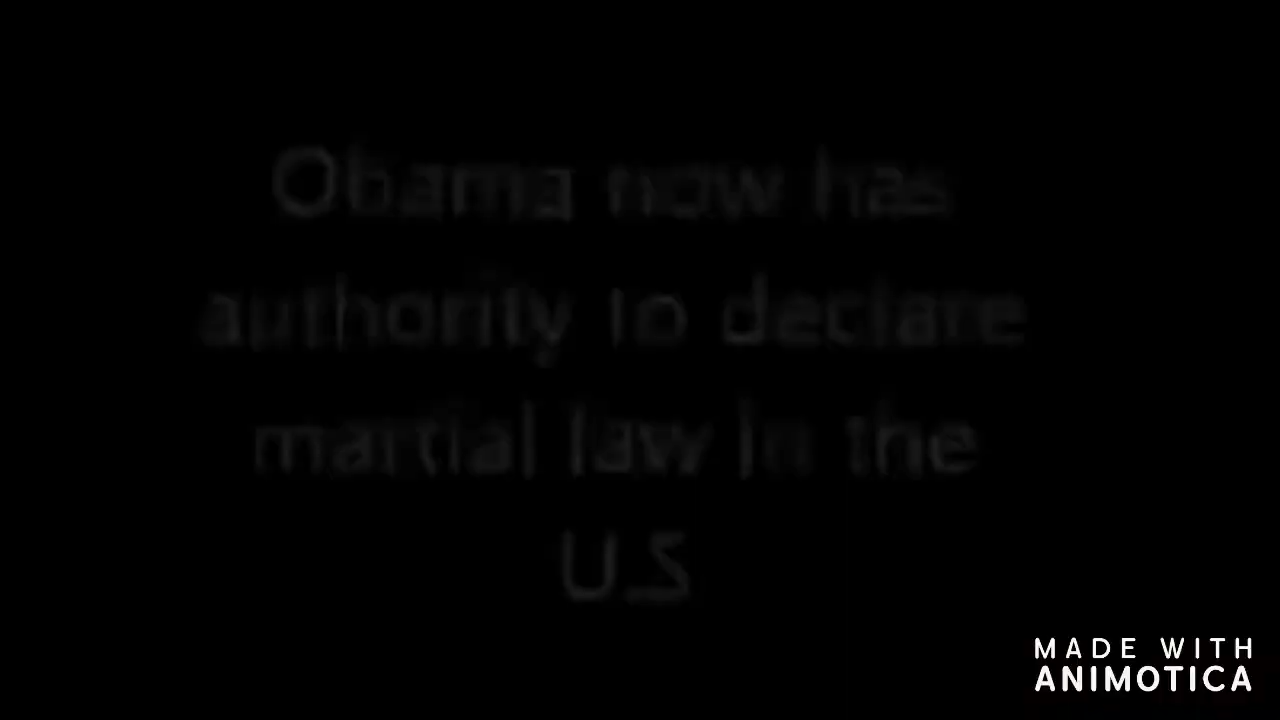 Obama now has
authority to declare
martial law in the
U.S
MADE WITH
ANIMOTICA